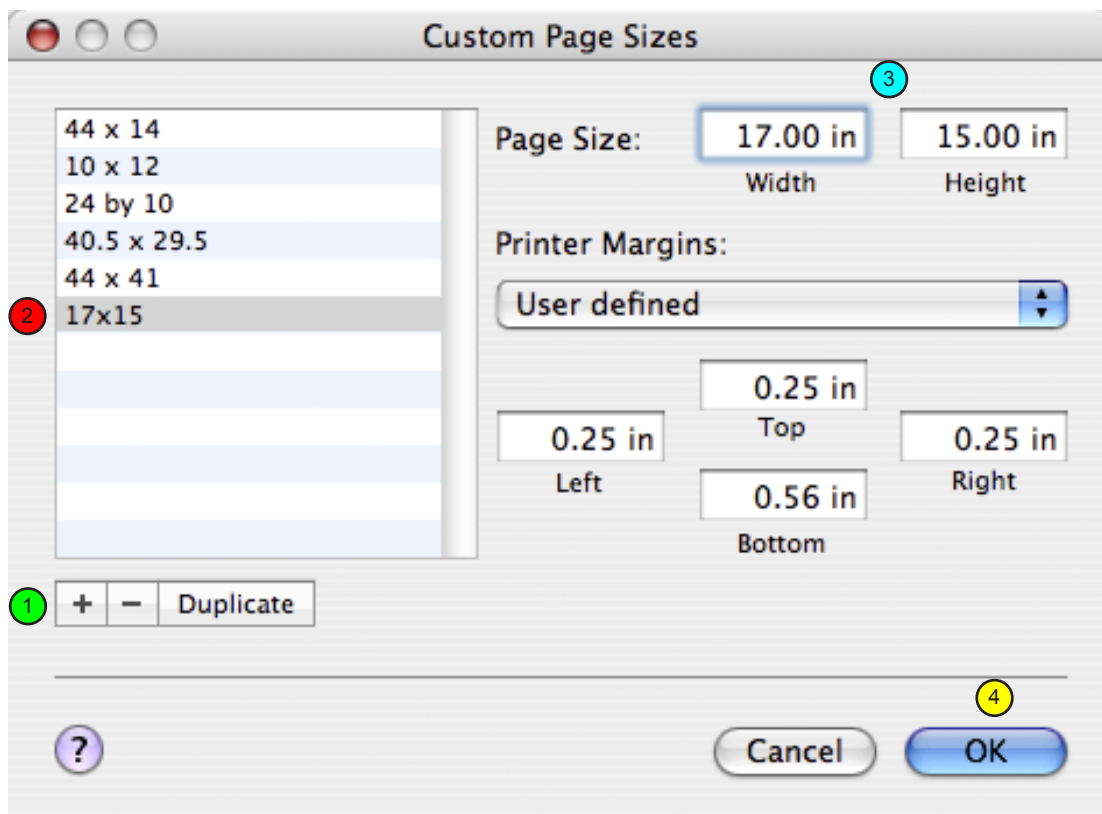 Custom Page Sizes
3
44 x 14
10 x 12
24 by 10
40.5 x 29.5
44 x 41
2 17x15
Page Size: 17.00 in 15.00 in
Width Height
Printer Margins:
User defined
0.25 in
Top
0.25 in 0.25 in
Left Right
0.56 in
Bottom
1 + − Duplicate
4
? Cancel OK